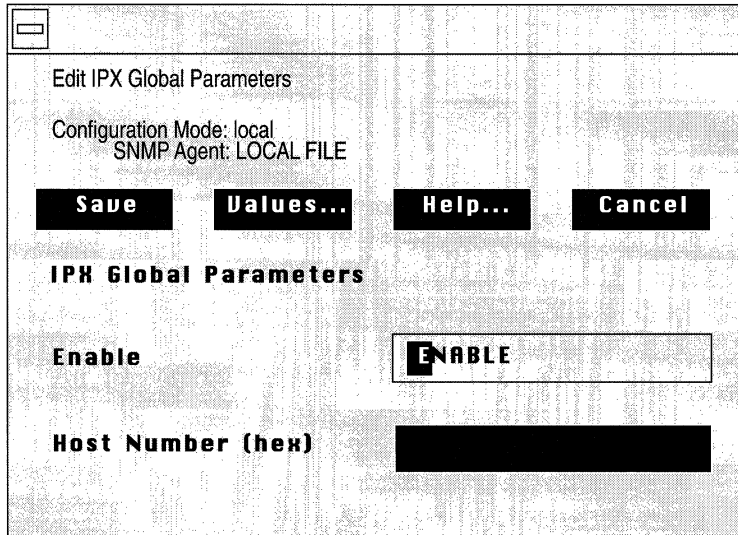 Edit IPX Global Parameters
Configuration Mode: local
SNMP Agent: LOCAL FILE
Save Values... Help... Cancel
IPX Global Parameters
Enable ENABLE
Host Number (hex)